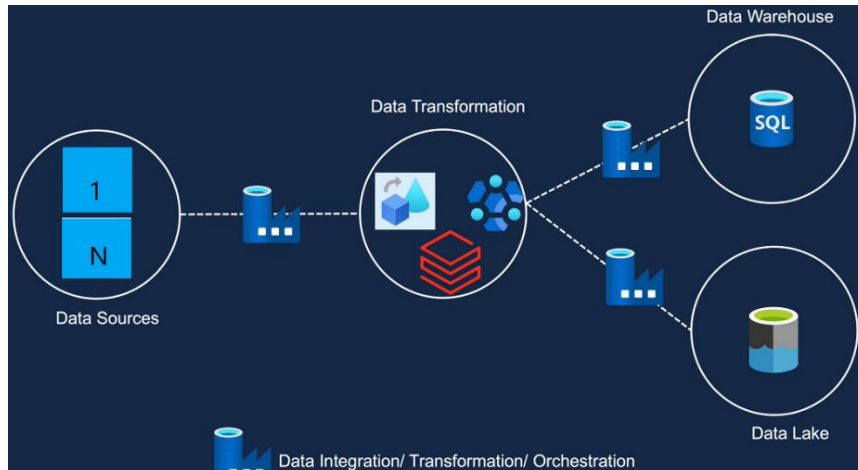 Data Warehouse
SQL
Data Transformation
1
N
Data Sources
Data Lake
Data Integration/ Transformation/ Orchestration